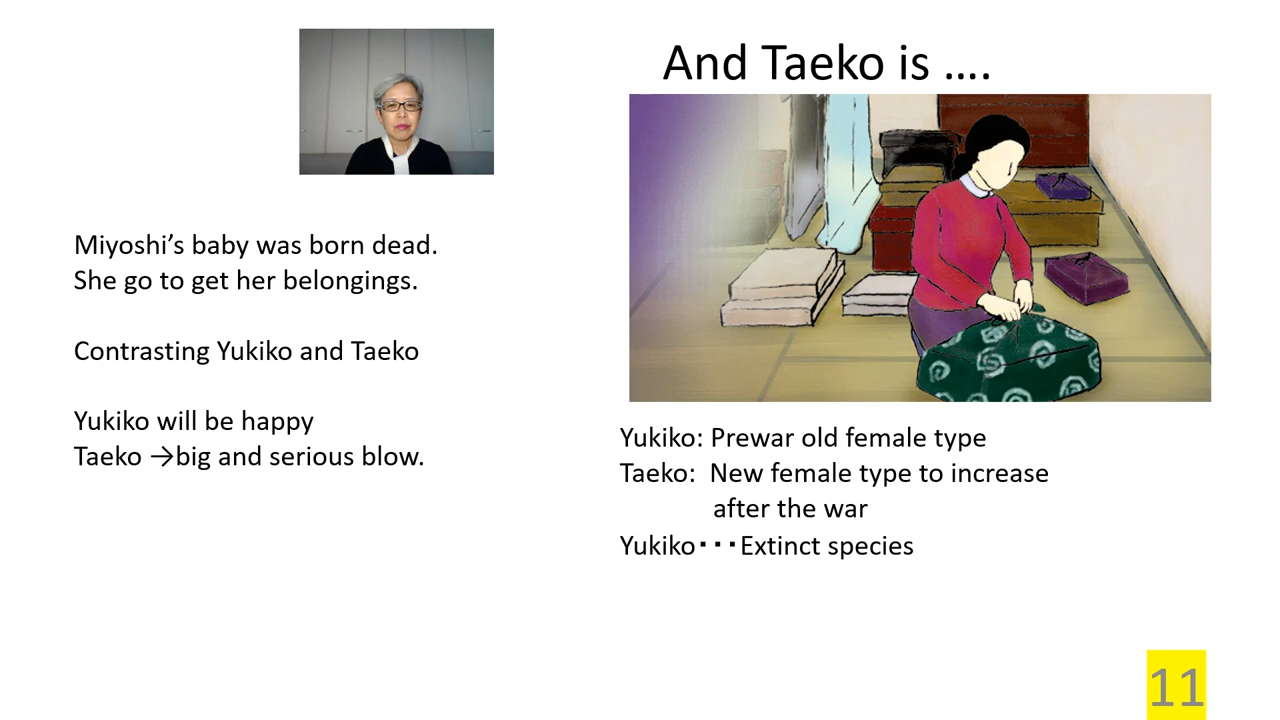 And Taeko is ….
Miyoshi’s baby was born dead.
She go to get her belongings.
Contrasting Yukiko and Taeko
Yukiko will be happy
Taeko →big and serious blow.
Yukiko: Prewar old female type
Taeko:  New female type to increase
after the war
Yukiko・・・Extinct species
11